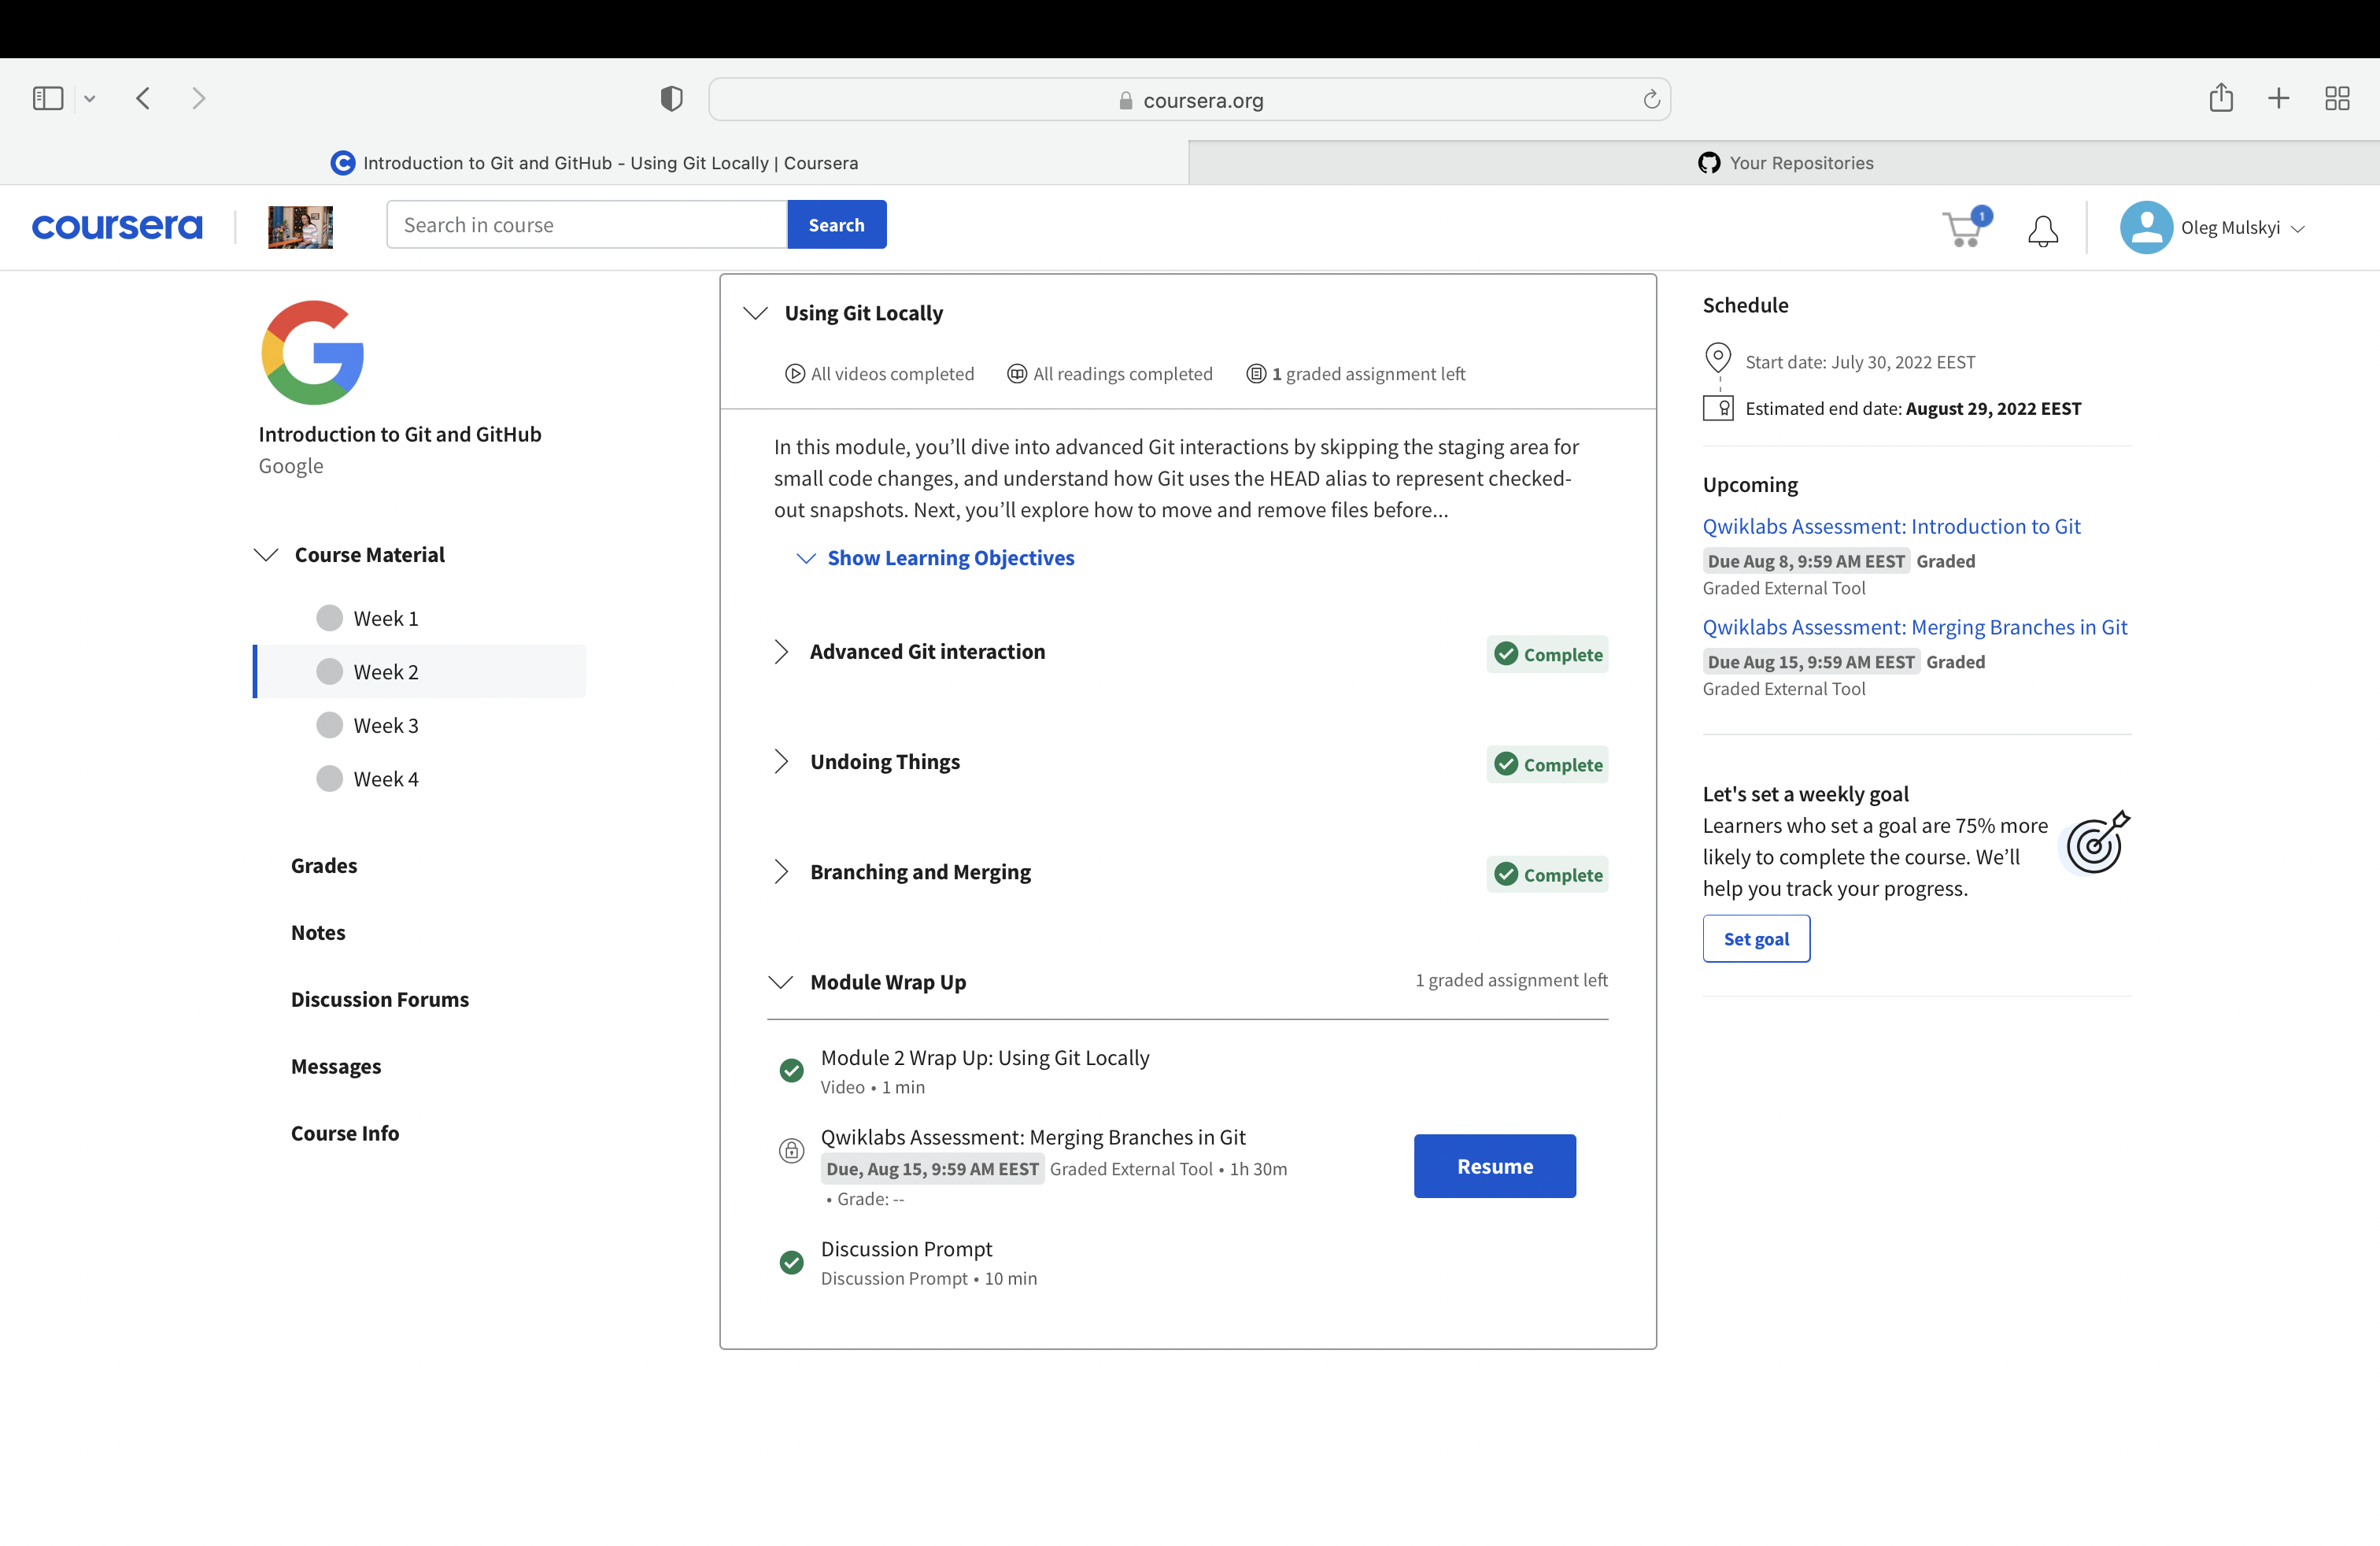 coursera.org
Introduction to Git and GitHub - Using Git Locally | Coursera
Your Repositories
coursera
Search in course
Search
1
Oleg Mulskyi
Introduction to Git and GitHub
Google
Course Material
Week 1
Week 2
Week 3
Week 4
Grades
Notes
Discussion Forums
Messages
Course Info
Using Git Locally
All videos completed
All readings completed
1 graded assignment left
In this module, you’ll dive into advanced Git interactions by skipping the staging area for
small code changes, and understand how Git uses the HEAD alias to represent checked-
out snapshots. Next, you’ll explore how to move and remove files before...
Show Learning Objectives
Advanced Git interaction
Complete
Undoing Things
Complete
Branching and Merging
Complete
Module Wrap Up
1 graded assignment left
Module 2 Wrap Up: Using Git Locally
Video • 1 min
Qwiklabs Assessment: Merging Branches in Git
Due, Aug 15, 9:59 AM EEST Graded External Tool • 1h 30m
• Grade: --
Resume
Discussion Prompt
Discussion Prompt • 10 min
Schedule
Start date: July 30, 2022 EEST
Estimated end date: August 29, 2022 EEST
Upcoming
Qwiklabs Assessment: Introduction to Git
Due Aug 8, 9:59 AM EEST Graded
Graded External Tool
Qwiklabs Assessment: Merging Branches in Git
Due Aug 15, 9:59 AM EEST Graded
Graded External Tool
Let's set a weekly goal
Learners who set a goal are 75% more
likely to complete the course. We’ll
help you track your progress.
Set goal